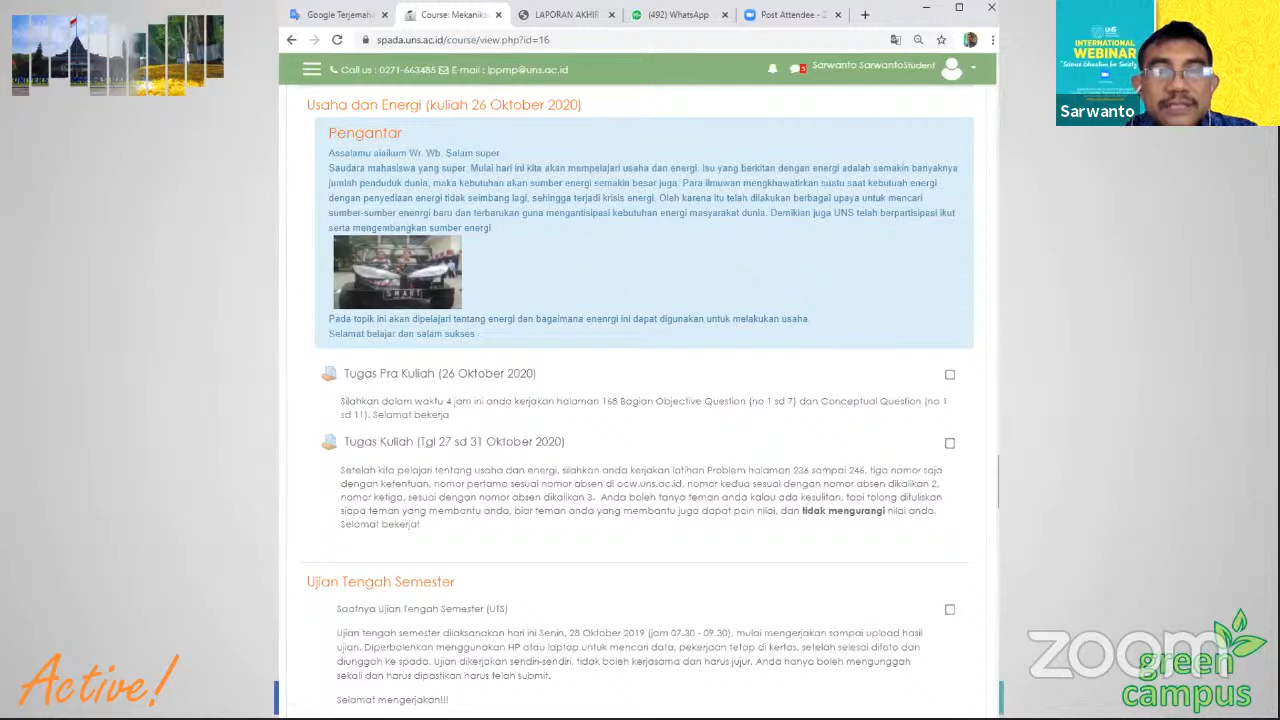 Google Terjemah
Course: Mekanika
LAPORAN AKHIR
(492) WhatsApp
Post Attendee - Z
spada.uns.ac.id/course/view.php?id=16
UNS
INTERNATIONAL
WEBINAR
"Science Education for Society"
Sarwanto
Call us : 0271-663485 E-mail : lppmp@uns.ac.id
Sarwanto SarwantoStudent
Usaha dan Energi (kuliah 26 Oktober 2020)
Pengantar
Assalamu alaikum Wr. Wb. Salam super
Saudara mahasiswa yang super. Mulai hari ini kita akan mempelajari usaha dan energi. Isu yang berkitan dengan energi adalah semakin banyaknya
jumlah penduduk dunia, maka kebutuhan akan sumber energi semakin besar juga. Para ilmuwan mengkhawatirkan suatu saat kebutuah energi
dengan penyediaan energi tidak seimbang lagi, sehingga terjadi krisis energi. Oleh karena itu telah dilakukan berbagai upaya untuk mencari
sumber-sumber enenrgi baru dan terbarukan guna mengantisipasi kebutuhan energi masyarakat dunia. Demikian juga UNS telah berpartisipasi ikut
serta mengembangkan sumber energi
SMART
Pada topik ini akan dipelajari tentang energi dan bagaimana enenrgi ini dapat digunakan untuk melakukan usaha
Selamat belajar dan salam sukses
Tugas Pra Kuliah (26 Oktober 2020)
Silahkan dalam waktu 4 jam ini anda kerjakan halaman 168 Bagian Objective Question (no 1 sd 7) dan Conceptual Question (no 1
sd 11). Selamat bekerja
Tugas Kuliah (Tgl 27 sd 31 Oktober 2020)
Setelah kita pelajari tentang usaha dan energi, silahkan anda kerjakan latihan Problem halaman 236 sampai 246, tiga nomor saja
dengan ketentuan, nomor pertama sesuai nomor absen di ocw.uns.ac.id, nomor kedua sesuai dengan nomor absen dikalikan 2,
nomor ketiga, sesuai dengan nomor absen dikalikan 3. Anda boleh tanya teman anda kalau ada kesulitan, tapi tolong dituliskan
siapa teman yang membantu anda, biar teman anda yang membantu juga dapat poin nilai, dan tidak mengurangi nilai anda.
Selamat bekerja!
Ujian Tengah Semester
Saatnya Ujian Tengah Semester (UTS)
Ujian tengah semester dilaksanakan hari ini Senin, 28 Oktober 2019 (jam 07.30 - 09.30), mulai mengerjakan sampai upload hasil
ujian. Diperbolehkan menggunakan HP atau laptop untuk mencari data, pekerjaan tetap di kertas, setelah selesai difoto dan
diunggah ke spada. Ujian dikerjakan sendiri-sendiri, tidak boleh kerjasama dan harus jujur. Anda hanya boleh mengunggah
sekali dan harus dipastikan harus telah submit.
Selamat mengerjakan!!!
Active!
zoom
green
campus